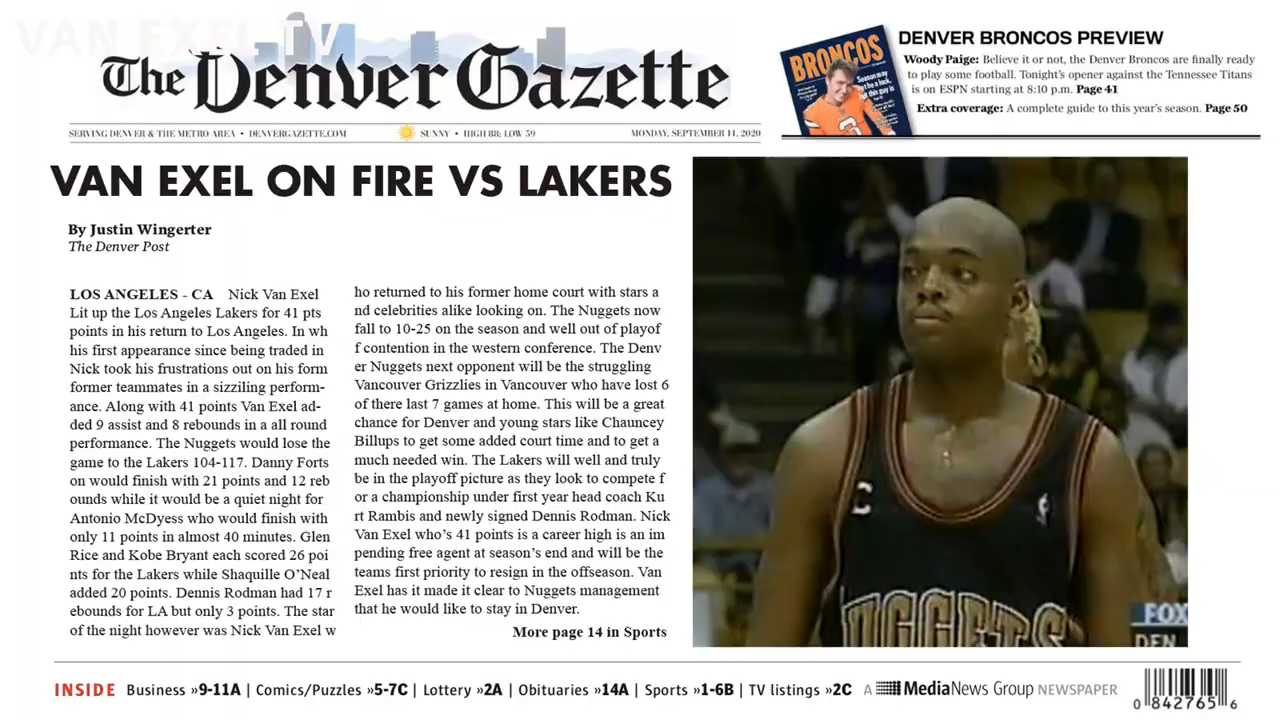 VAN EXEL TV
The Denver Gazette
SERVING DENVER & THE METRO AREA • DENVERGAZETTE.COM
SUNNY • HIGH 88; LOW 59
MONDAY, SEPTEMBER 14, 2020
BRONCOS
DENVER BRONCOS PREVIEW
Woody Paige: Believe it or not, the Denver Broncos are finally ready
to play some football. Tonight's opener against the Tennessee Titans
is on ESPN starting at 8:10 p.m. Page 41
Extra coverage: A complete guide to this year's season. Page 50
VAN EXEL ON FIRE VS LAKERS
By Justin Wingerter
The Denver Post
LOS ANGELES - CA Nick Van Exel
Lit up the Los Angeles Lakers for 41 pts
points in his return to Los Angeles. In wh
his first appearance since being traded in
Nick took his frustrations out on his form
former teammates in a sizziling perform-
ance. Along with 41 points Van Exel ad-
ded 9 assist and 8 rebounds in a all round
performance. The Nuggets would lose the
game to the Lakers 104-117. Danny Forts
on would finish with 21 points and 12 reb
ounds while it would be a quiet night for
Antonio McDyess who would finish with
only 11 points in almost 40 minutes. Glen
Rice and Kobe Bryant each scored 26 poi
nts for the Lakers while Shaquille O'Neal
added 20 points. Dennis Rodman had 17 r
ebounds for LA but only 3 points. The star
of the night however was Nick Van Exel w
ho returned to his former home court with stars a
nd celebrities alike looking on. The Nuggets now
fall to 10-25 on the season and well out of playof
f contention in the western conference. The Denv
er Nuggets next opponent will be the struggling
Vancouver Grizzlies in Vancouver who have lost 6
of there last 7 games at home. This will be a great
chance for Denver and young stars like Chauncey
Billups to get some added court time and to get a
much needed win. The Lakers will well and truly
be in the playoff picture as they look to compete f
or a championship under first year head coach Ku
rt Rambis and newly signed Dennis Rodman. Nick
Van Exel who's 41 points is a career high is an im
pending free agent at season's end and will be the
teams first priority to resign in the offseason. Van
Exel has it made it clear to Nuggets management
that he would like to stay in Denver.
More page 14 in Sports
C
NUGGETS
FOX
DEN
INSIDE Business »9-11A | Comics/Puzzles »5-7C | Lottery »2A | Obituaries »14A | Sports »1-6B | TV listings »2C A MediaNews Group NEWSPAPER
0 842765 6